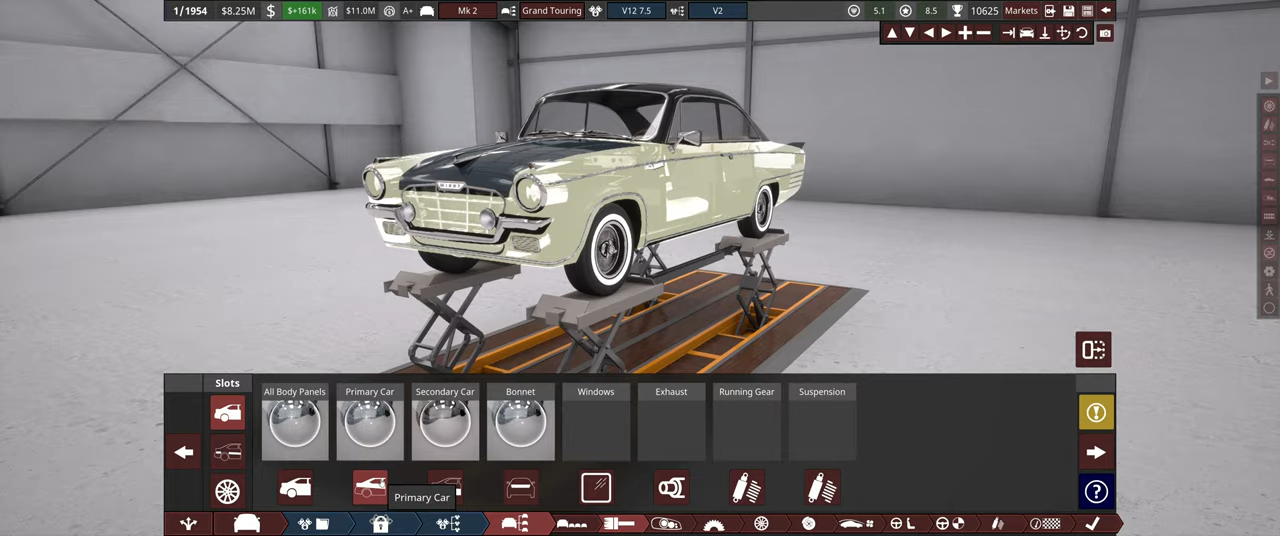 1/1954 $8.25M $+161k $11.0M A+ Mk 2 Grand Touring V12 7.5 V2 5.1 8.5 10625 Markets
Slots
All Body Panels Primary Car Secondary Car Bonnet Windows Exhaust Running Gear Suspension
Primary Car